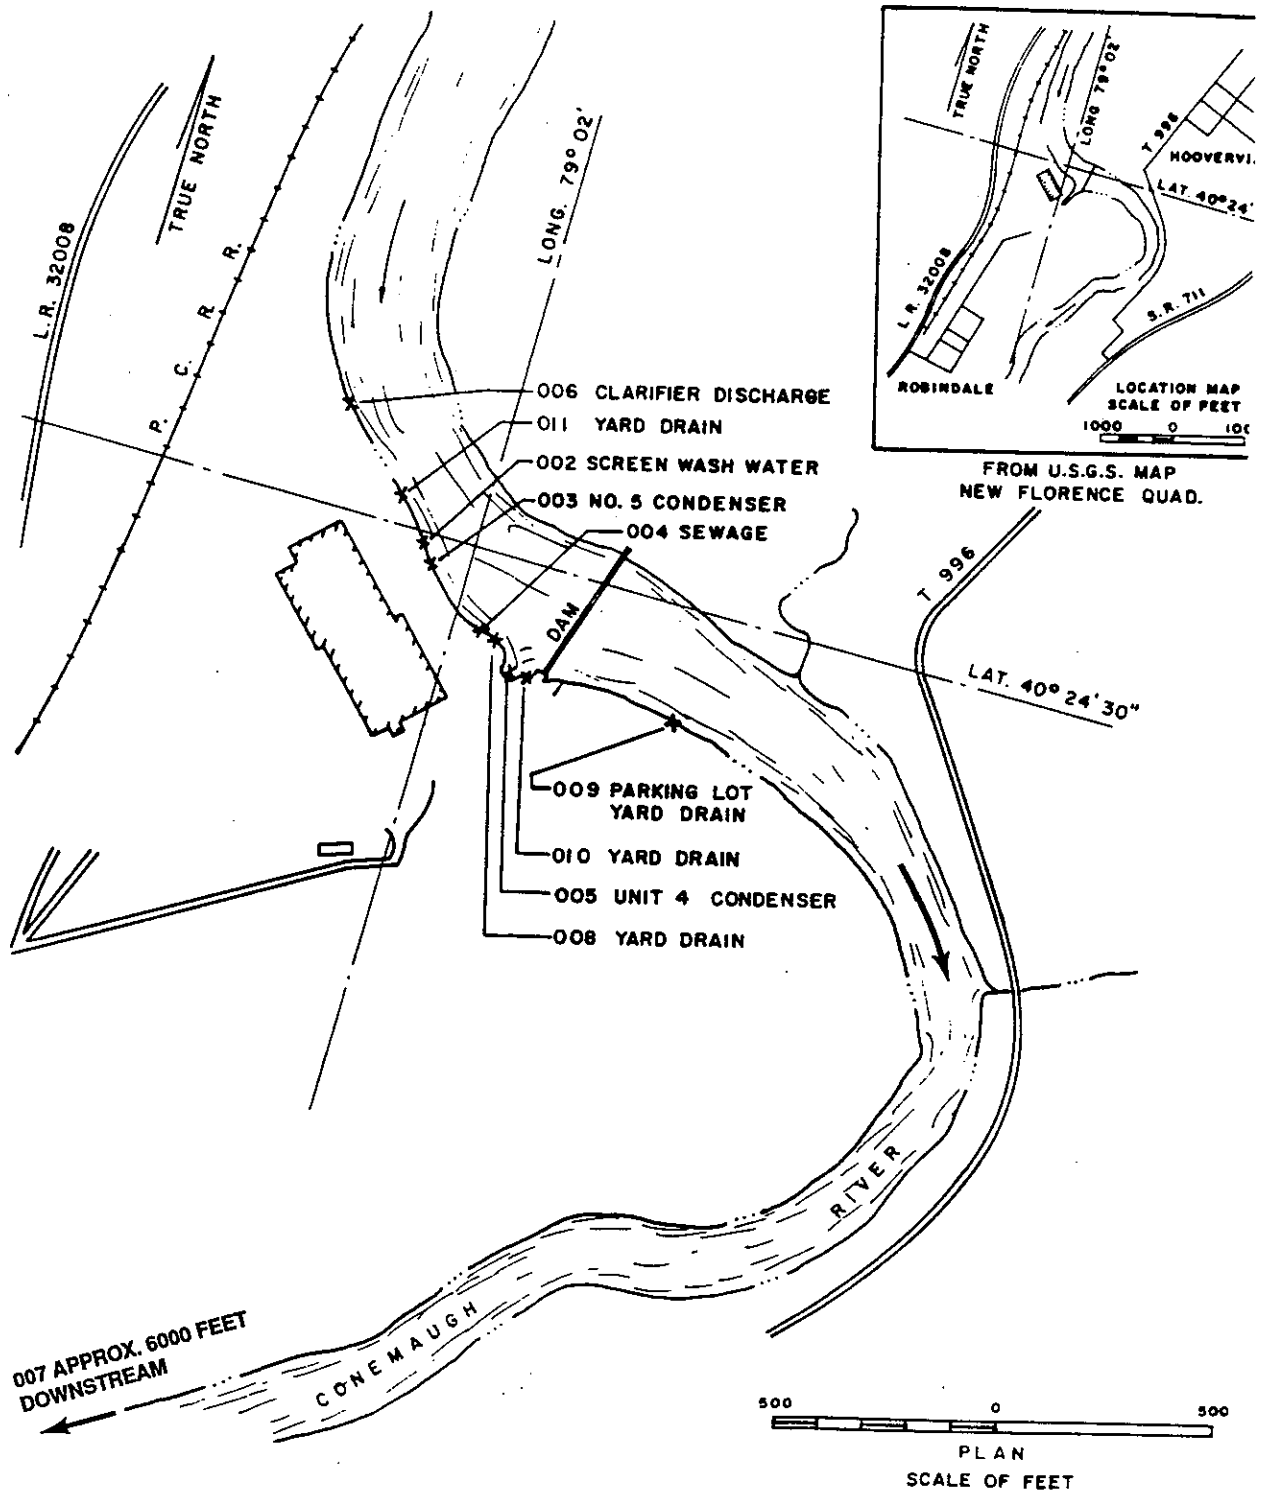 TRUE NORTH
L.R. 32008
P. C. R. R.
LONG. 79° 02'
TRUE NORTH
LONG 79° 02'
T 996
LAT. 40° 24'
L R. 32008
S.R. 711
ROBINDALE
LOCATION MAP
SCALE OF FEET
1000 0
FROM U.S.G.S. MAP
NEW FLORENCE QUAD.
006 CLARIFIER DISCHARGE
011 YARD DRAIN
002 SCREEN WASH WATER
003 NO. 5 CONDENSER
004 SEWAGE
DAM
T 996
LAT. 40° 24' 30"
009 PARKING LOT
YARD DRAIN
010 YARD DRAIN
005 UNIT 4 CONDENSER
008 YARD DRAIN
RIVER
CONEMAUGH
007 APPROX. 6000 FEET
DOWNSTREAM
500 0 500
PLAN
SCALE OF FEET